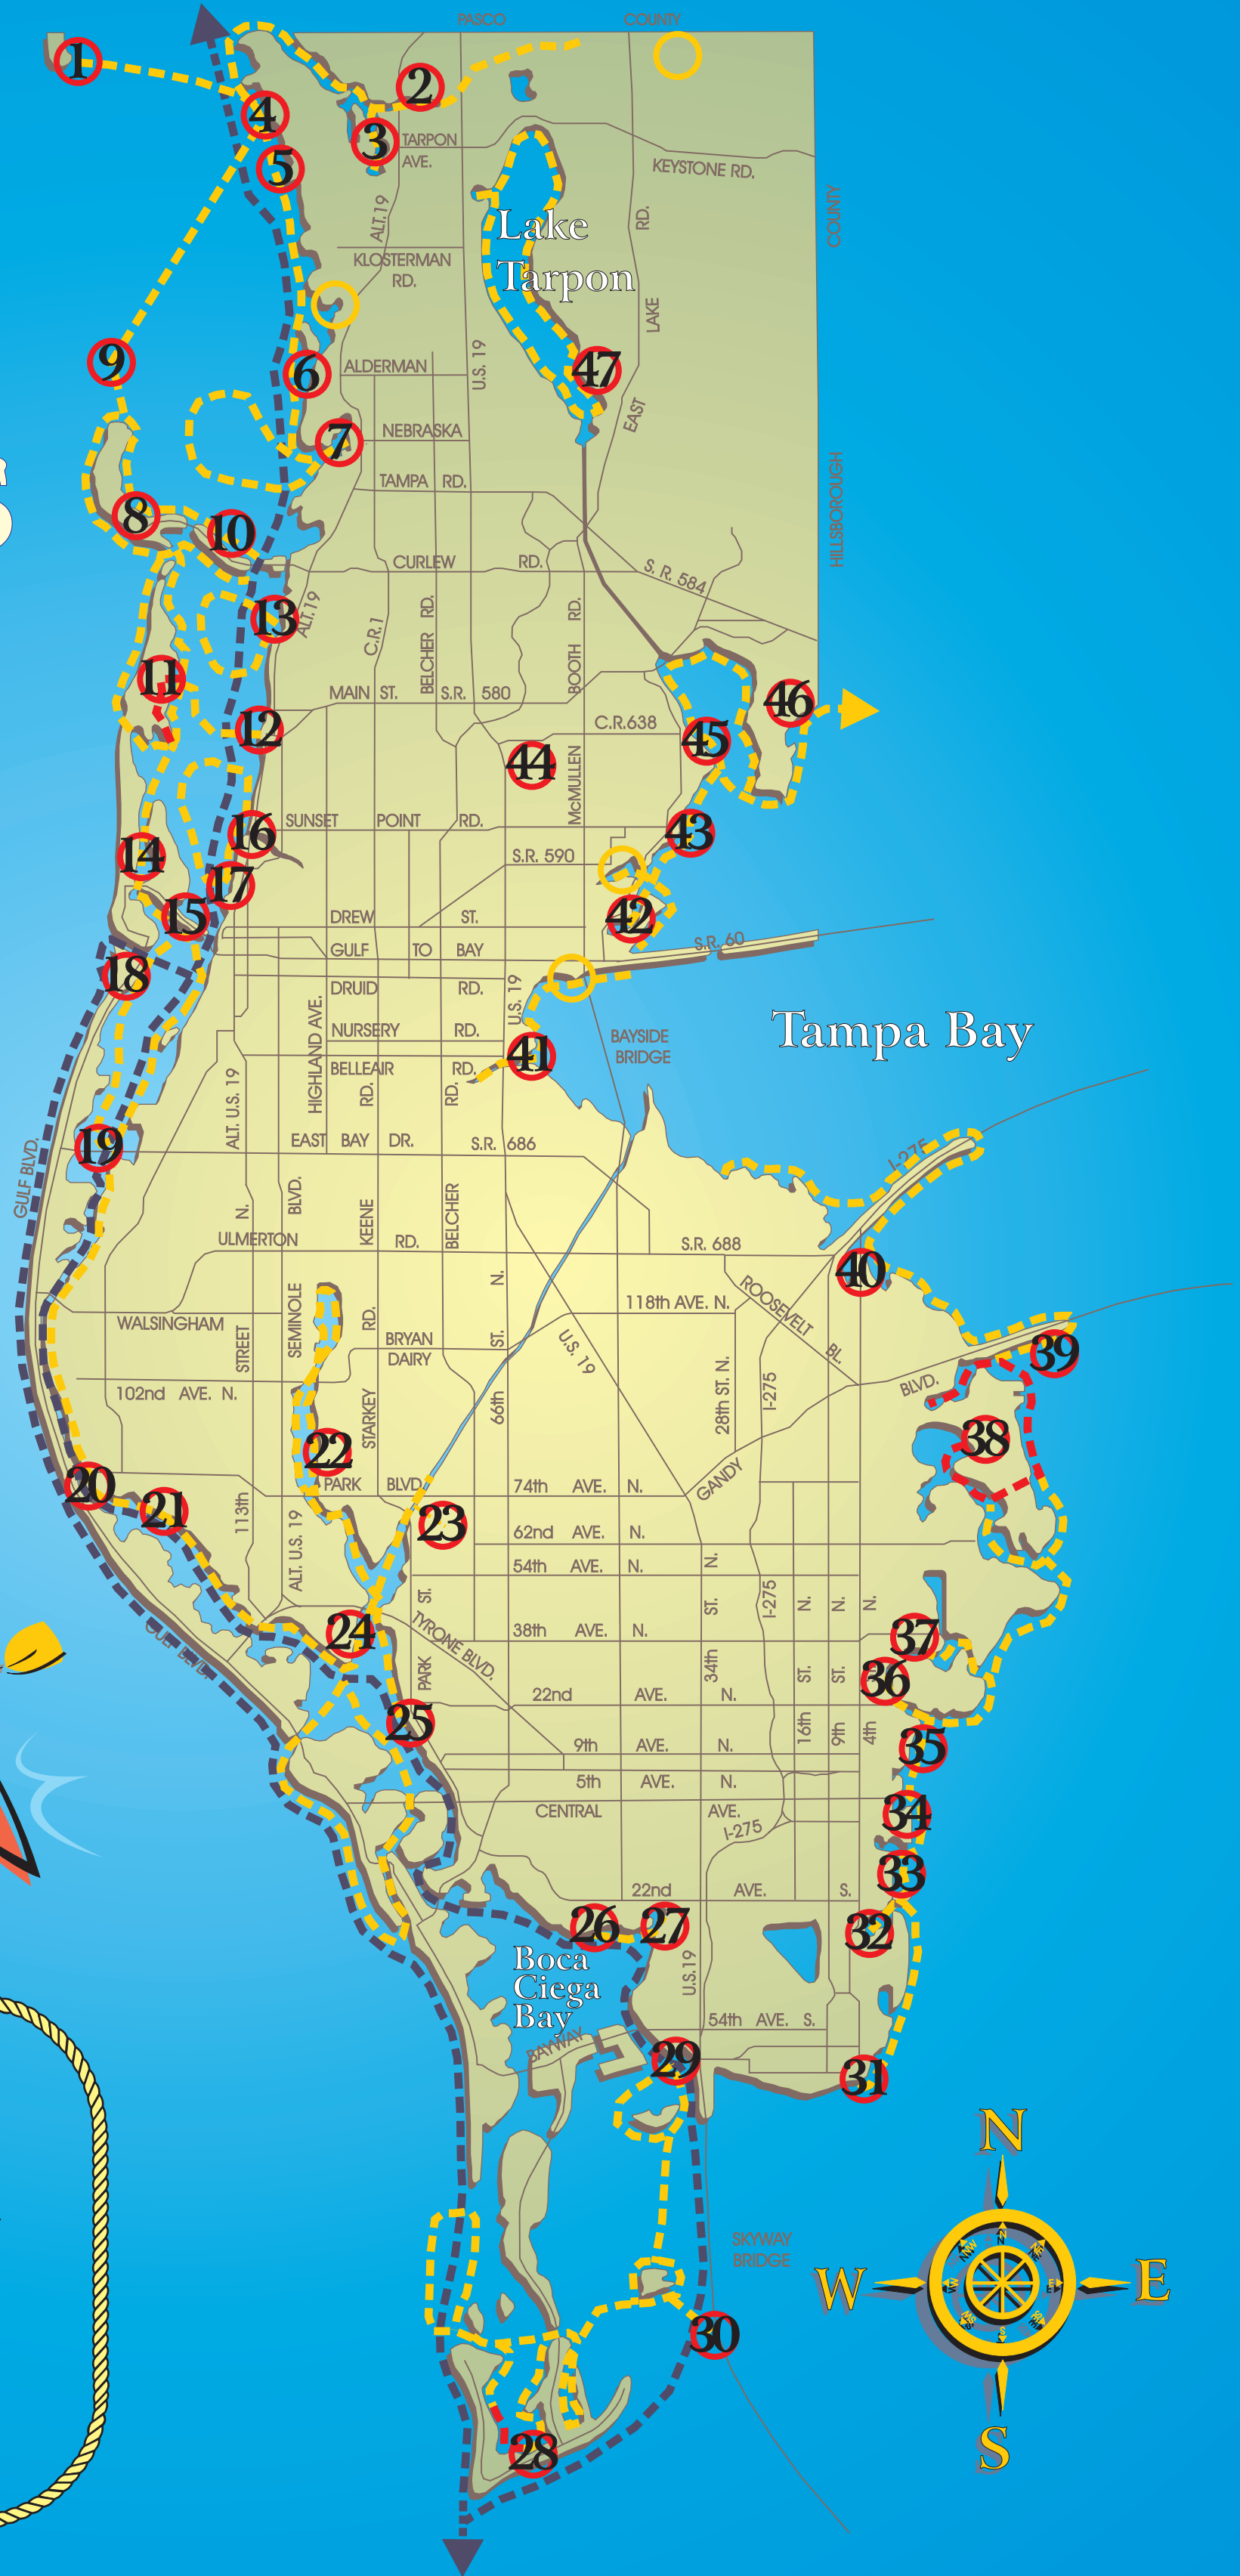 PASCO COUNTY
1
2
4
3
TARPON
AVE.
5
KEYSTONE RD.
COUNTY
ALT.19
RD.
Lake
Tarpon
KLOSTERMAN
RD.
LAKE
9
6
ALDERMAN
U.S. 19
47
EAST
7
NEBRASKA
TAMPA RD.
HILLSBOROUGH
8
10
CURLEW RD.
S. R. 584
13
ALT.19
C.R.1
BELCHER RD.
BOOTH RD.
11
MAIN ST. S.R. 580
46
12
C.R.638
45
44
McMULLEN
16
SUNSET POINT RD.
43
14
S.R. 590
17
15
DREW ST.
42
GULF TO BAY
S.R. 60
18
DRUID RD.
U.S. 19
HIGHLAND AVE.
NURSERY RD.
BAYSIDE
BRIDGE
Tampa Bay
41
BELLEAIR RD.
ALT. U.S. 19
RD.
RD.
19
EAST BAY DR. S.R. 686
I-275
GULF BLVD.
N.
BLVD.
KEENE
BELCHER
ULMERTON RD.
S.R. 688
40
N.
ROOSEVELT BL.
118th AVE. N.
WALSINGHAM
SEMINOLE
RD.
BRYAN
DAIRY
ST.
U.S. 19
39
STREET
102nd AVE. N.
28th ST. N.
I-275
BLVD.
STARKEY
66th
22
38
20
PARK BLVD.
74th AVE. N.
GANDY
21
113th
23
ALT. U.S. 19
62nd AVE. N.
54th AVE. N.
N.
ST.
ST.
I-275
N.
N.
N.
24
38th AVE. N.
37
TYRONE BLVD.
GULF BLVD.
PARK
34th
ST.
ST.
36
22nd AVE. N.
25
16th
9th
4th
35
9th AVE. N.
5th AVE. N.
CENTRAL AVE.
34
I-275
33
22nd AVE. S.
26
27
32
Boca
Ciega
Bay
U.S.19
54th AVE. S.
BAYWAY
29
31
N
SKYWAY
BRIDGE
W
E
N
NE
E
S
W
NW
30
S
28